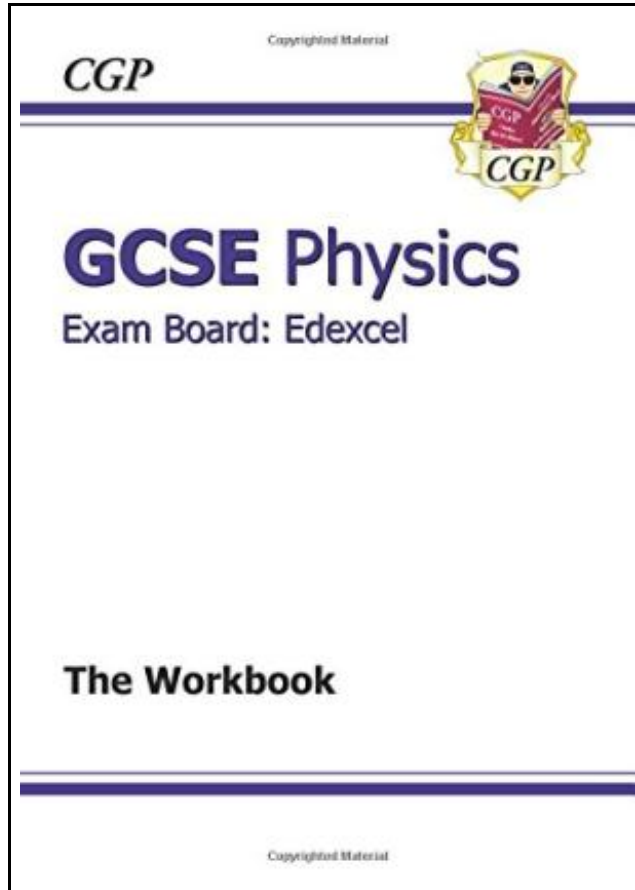 Copyrighted Material
CGP
CGP
CGP
GCSE Physics
Exam Board: Edexcel
The Workbook
Copyrighted Material